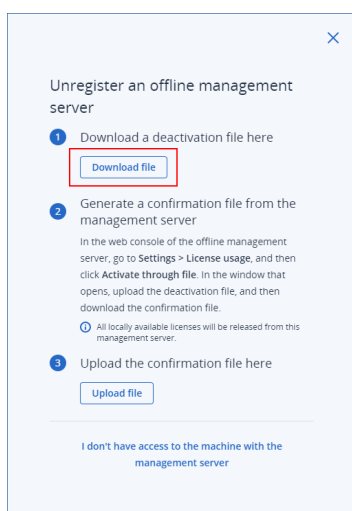 Unregister an offline management
server
1 Download a deactivation file here
Download file
2 Generate a confirmation file from the
management server
In the web console of the offline management
server, go to Settings > License usage, and then
click Activate through file. In the window that
opens, upload the deactivation file, and then
download the confirmation file.
All locally available licenses will be released from this
management server.
3 Upload the confirmation file here
Upload file
I don't have access to the machine with the
management server